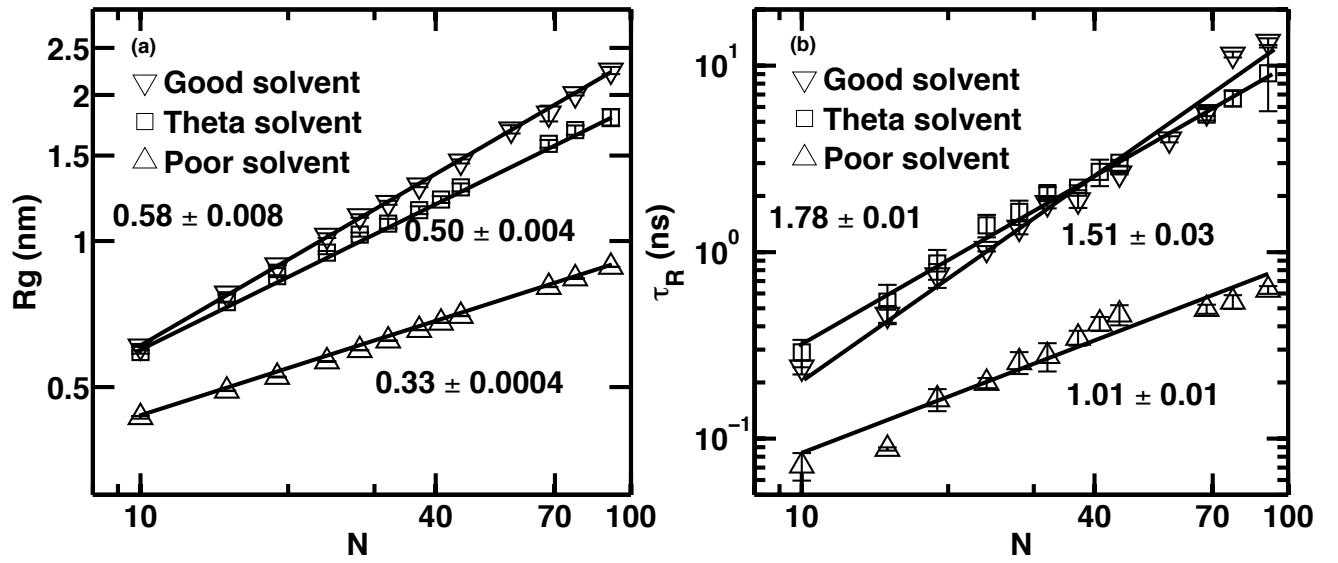 (a)
Good solvent
Theta solvent
Poor solvent
0.58 ± 0.008
0.50 ± 0.004
0.33 ± 0.0004
2.5
2
1.5
1
0.5
Rg (nm)
10
40
70
100
N
(b)
Good solvent
Theta solvent
Poor solvent
1.78 ± 0.01
1.51 ± 0.03
1.01 ± 0.01
10¹
10⁰
10⁻¹
τ_R (ns)
10
40
70
100
N